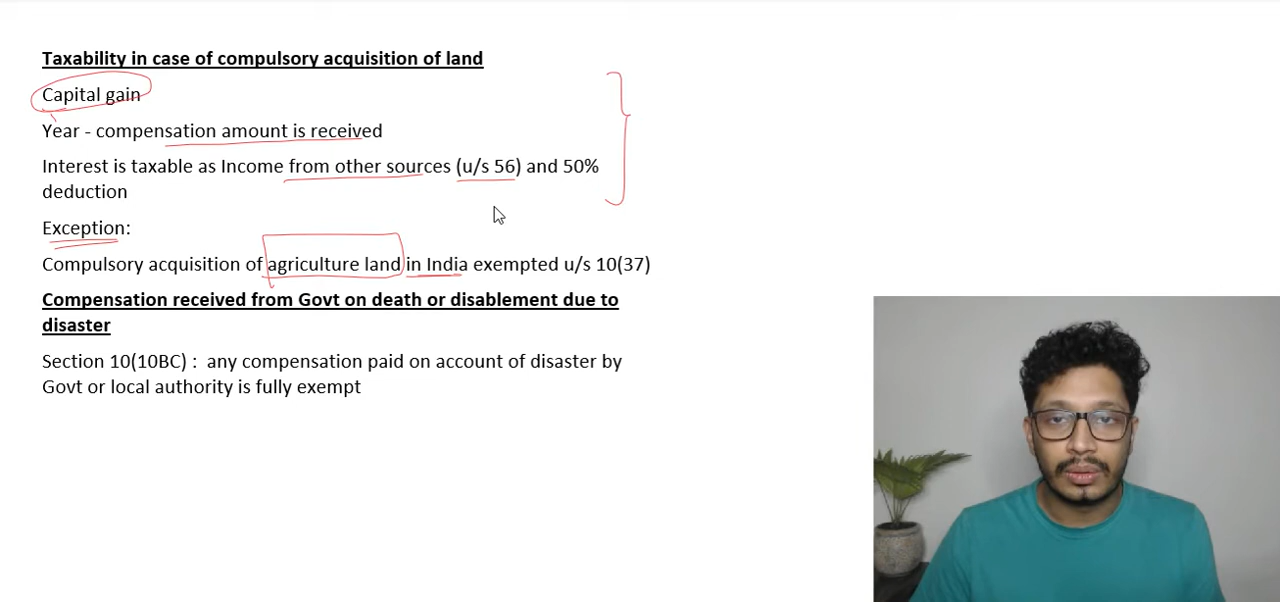 Taxability in case of compulsory acquisition of land
Capital gain
Year - compensation amount is received
Interest is taxable as Income from other sources (u/s 56) and 50%
deduction
Exception:
Compulsory acquisition of agriculture land in India exempted u/s 10(37)
Compensation received from Govt on death or disablement due to
disaster
Section 10(10BC) : any compensation paid on account of disaster by
Govt or local authority is fully exempt